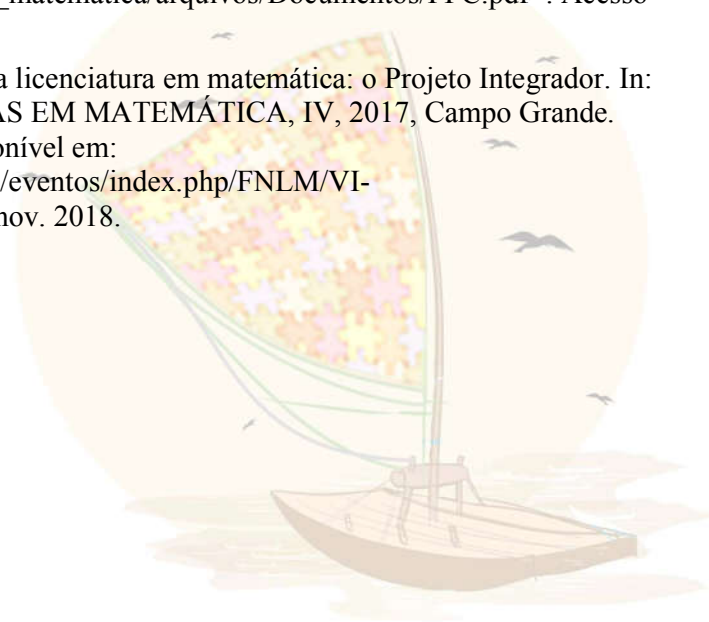 _matematica/arquivos/Documentos/PPC.pdf . Acesso
a licenciatura em matemática: o Projeto Integrador. In:
AS EM MATEMÁTICA, IV, 2017, Campo Grande.
onível em:
/eventos/index.php/FNLM/VI-
nov. 2018.